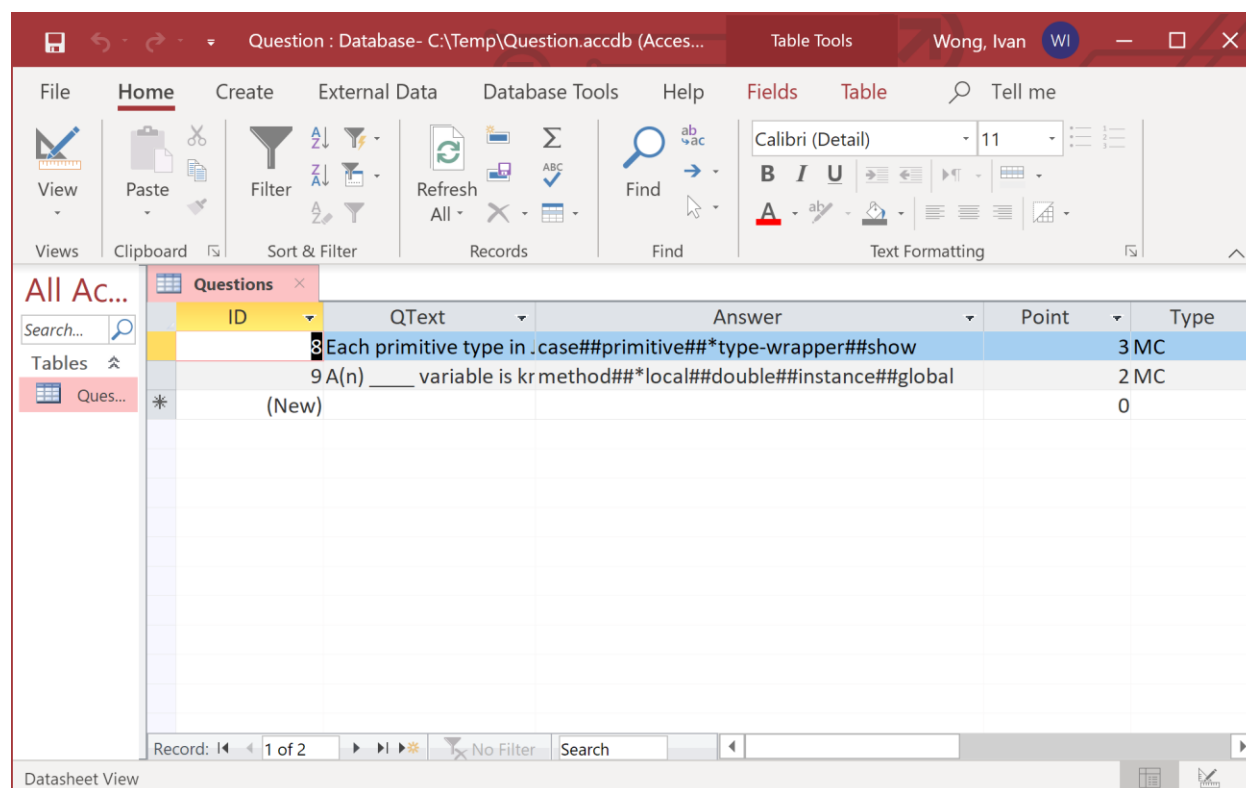 Question : Database- C:\Temp\Question.accdb (Acces...
Table Tools
Wong, Ivan
WI
File Home Create External Data Database Tools Help Fields Table Tell me
View
Paste
Filter
Refresh
All
ABC
Find
ab
ac
Calibri (Detail)
11
B I U
A
ab
Views
Clipboard
Sort & Filter
Records
Find
Text Formatting
All Ac...
Search...
Tables
Ques...
Questions
ID QText Answer Point Type
8 Each primitive type in J case##primitive##*type-wrapper##show 3 MC
9 A(n) ____ variable is kr method##*local##double##instance##global 2 MC
(New) 0
Record: 1 of 2 No Filter Search
Datasheet View